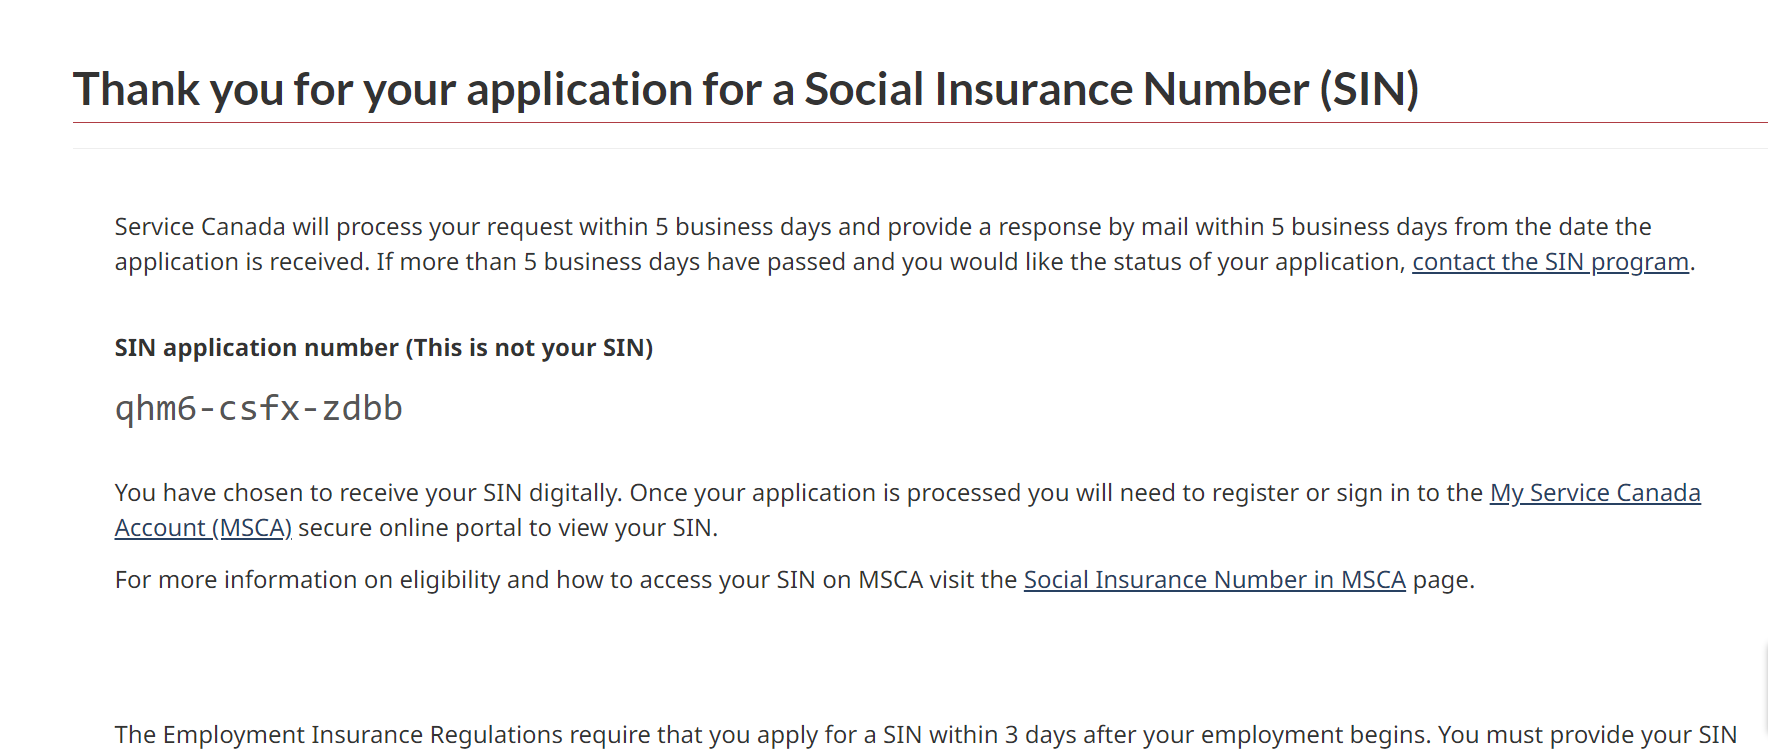 Thank you for your application for a Social Insurance Number (SIN)
Service Canada will process your request within 5 business days and provide a response by mail within 5 business days from the date the
application is received. If more than 5 business days have passed and you would like the status of your application, contact the SIN program.
SIN application number (This is not your SIN)
qhm6-csfx-zdbb
You have chosen to receive your SIN digitally. Once your application is processed you will need to register or sign in to the My Service Canada
Account (MSCA) secure online portal to view your SIN.
For more information on eligibility and how to access your SIN on MSCA visit the Social Insurance Number in MSCA page.
The Employment Insurance Regulations require that you apply for a SIN within 3 days after your employment begins. You must provide your SIN